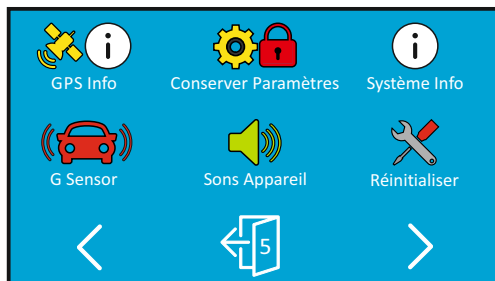 GPS Info
Conserver Paramètres
Système Info
G Sensor
Sons Appareil
Réinitialiser
5